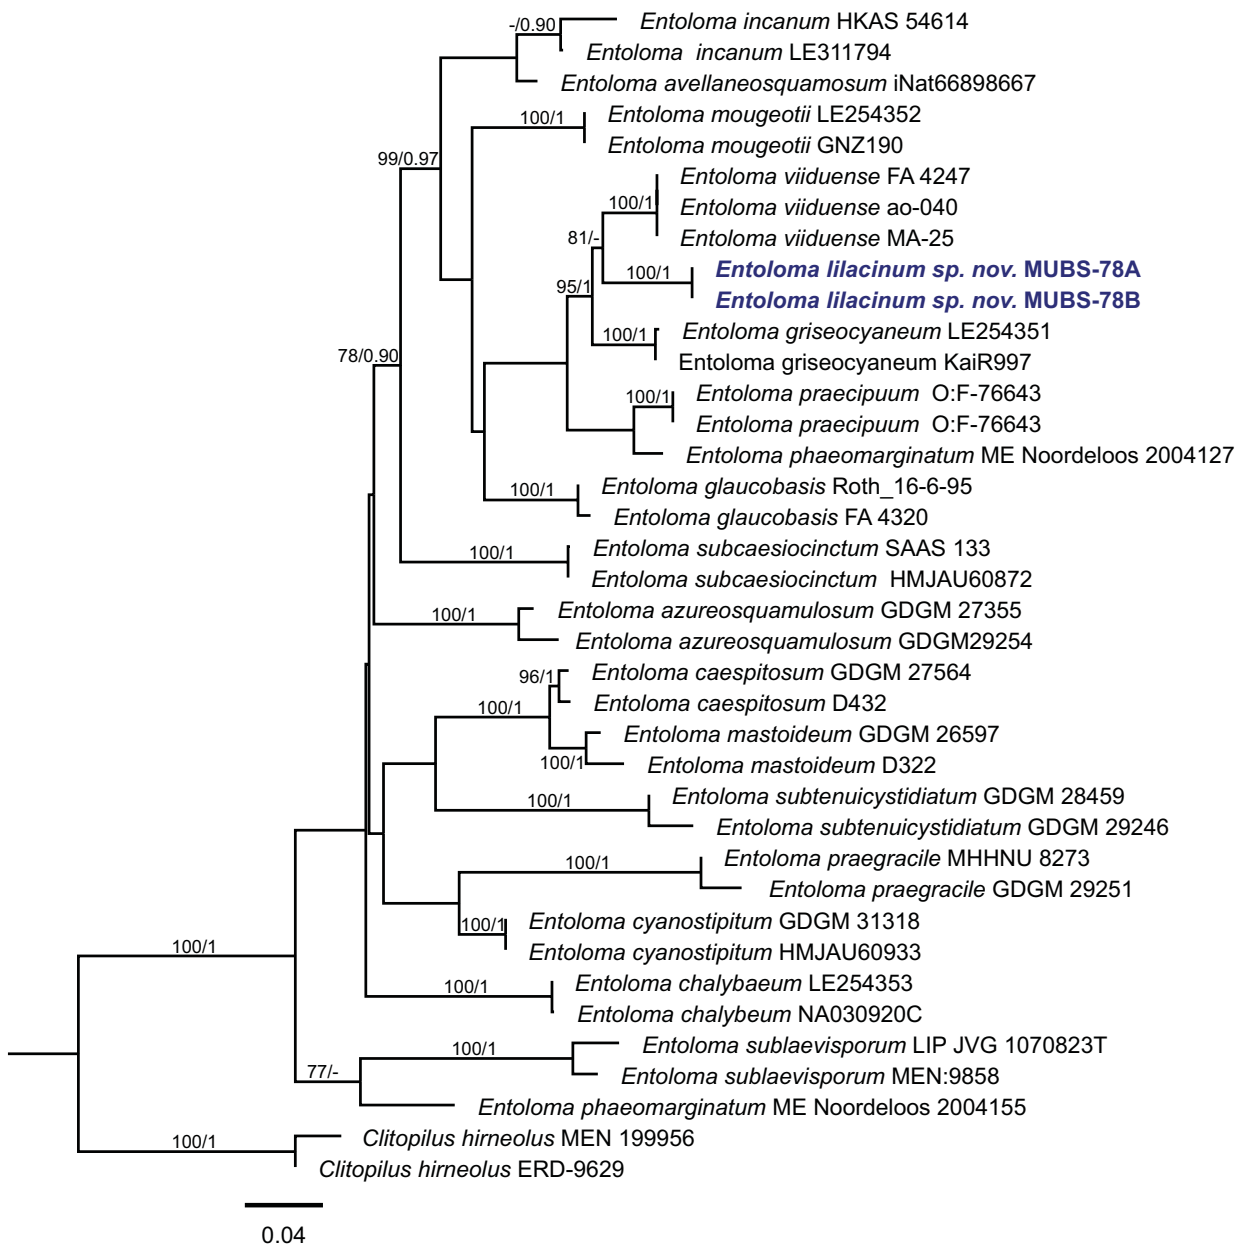 -/0.90
Entoloma incanum HKAS 54614
Entoloma incanum LE311794
Entoloma avellaneosquamosum iNat66898667
100/1
Entoloma mougeotii LE254352
Entoloma mougeotii GNZ190
99/0.97
Entoloma viiduense FA 4247
100/1
Entoloma viiduense ao-040
Entoloma viiduense MA-25
81/-
Entoloma lilacinum sp. nov. MUBS-78A
100/1
Entoloma lilacinum sp. nov. MUBS-78B
95/1
Entoloma griseocyaneum LE254351
100/1
Entoloma griseocyaneum KaiR997
78/0.90
Entoloma praecipuum O:F-76643
100/1
Entoloma praecipuum O:F-76643
Entoloma phaeomarginatum ME Noordeloos 2004127
Entoloma glaucobasis Roth_16-6-95
100/1
Entoloma glaucobasis FA 4320
Entoloma subcaesiocinctum SAAS 133
100/1
Entoloma subcaesiocinctum HMJAU60872
Entoloma azureosquamulosum GDGM 27355
100/1
Entoloma azureosquamulosum GDGM29254
Entoloma caespitosum GDGM 27564
96/1
Entoloma caespitosum D432
100/1
Entoloma mastoideum GDGM 26597
100/1
Entoloma mastoideum D322
Entoloma subtenuicystidiatum GDGM 28459
100/1
Entoloma subtenuicystidiatum GDGM 29246
Entoloma praegracile MHHNU 8273
100/1
Entoloma praegracile GDGM 29251
Entoloma cyanostipitum GDGM 31318
100/1
Entoloma cyanostipitum HMJAU60933
100/1
Entoloma chalybaeum LE254353
100/1
Entoloma chalybeum NA030920C
Entoloma sublaevisporum LIP JVG 1070823T
100/1
Entoloma sublaevisporum MEN:9858
77/-
Entoloma phaeomarginatum ME Noordeloos 2004155
Clitopilus hirneolus MEN 199956
100/1
Clitopilus hirneolus ERD-9629
0.04